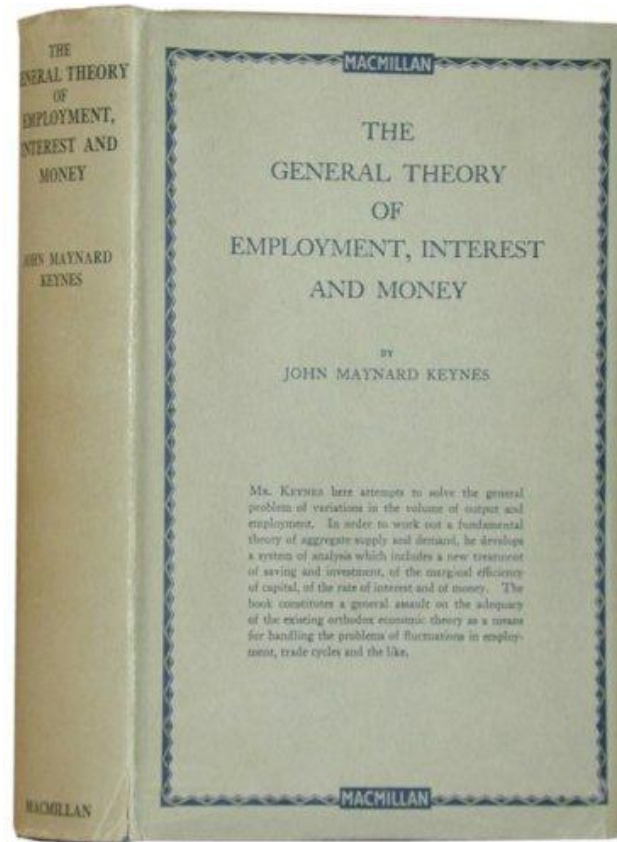 THE
GENERAL THEORY
OF
EMPLOYMENT,
INTEREST AND
MONEY
JOHN MAYNARD
KEYNES
MACMILLAN
MACMILLAN
THE
GENERAL THEORY
OF
EMPLOYMENT, INTEREST
AND MONEY
BY
JOHN MAYNARD KEYNES
MR. KEYNES here attempts to solve the general
problem of variations in the volume of output and
employment. In order to work out a fundamental
theory of aggregate supply and demand, he develops
a system of analysis which includes a new treatment
of saving and investment, of the marginal efficiency
of capital, of the rate of interest and of money. The
book constitutes a general assault on the adequacy
of the existing orthodox economic theory as a means
for handling the problems of fluctuations in employ-
ment, trade cycles and the like.
MACMILLAN